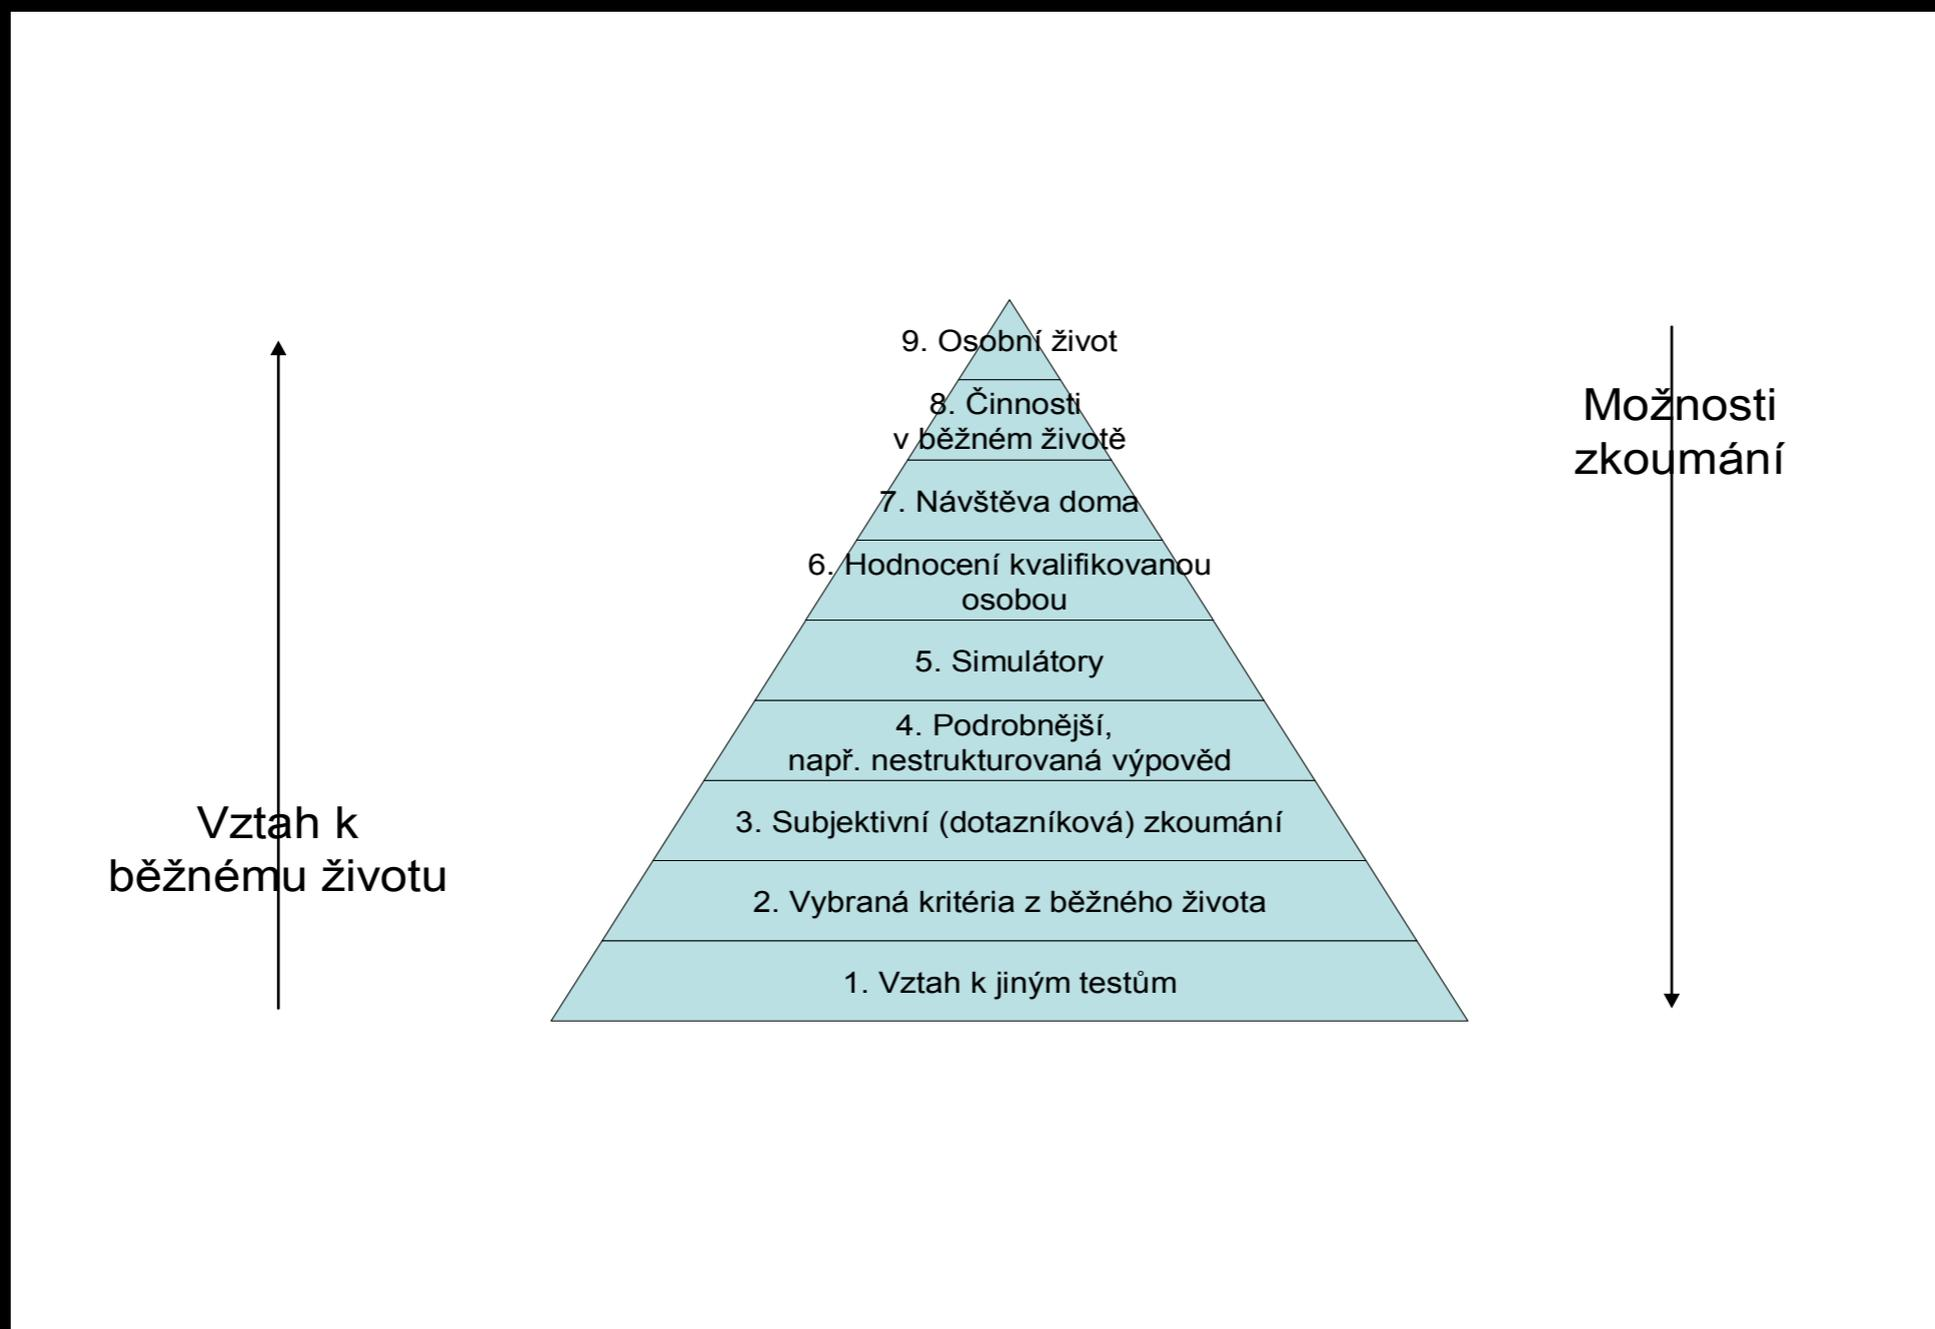 9. Osobní život
8. Činnosti
v běžném životě
7. Návštěva doma
6. Hodnocení kvalifikovanou
osobou
5. Simulátory
4. Podrobnější,
např. nestrukturovaná výpověd
3. Subjektivní (dotazníková) zkoumání
2. Vybraná kritéria z běžného života
1. Vztah k jiným testům
Vztah k
běžnému životu
Možnosti
zkoumání